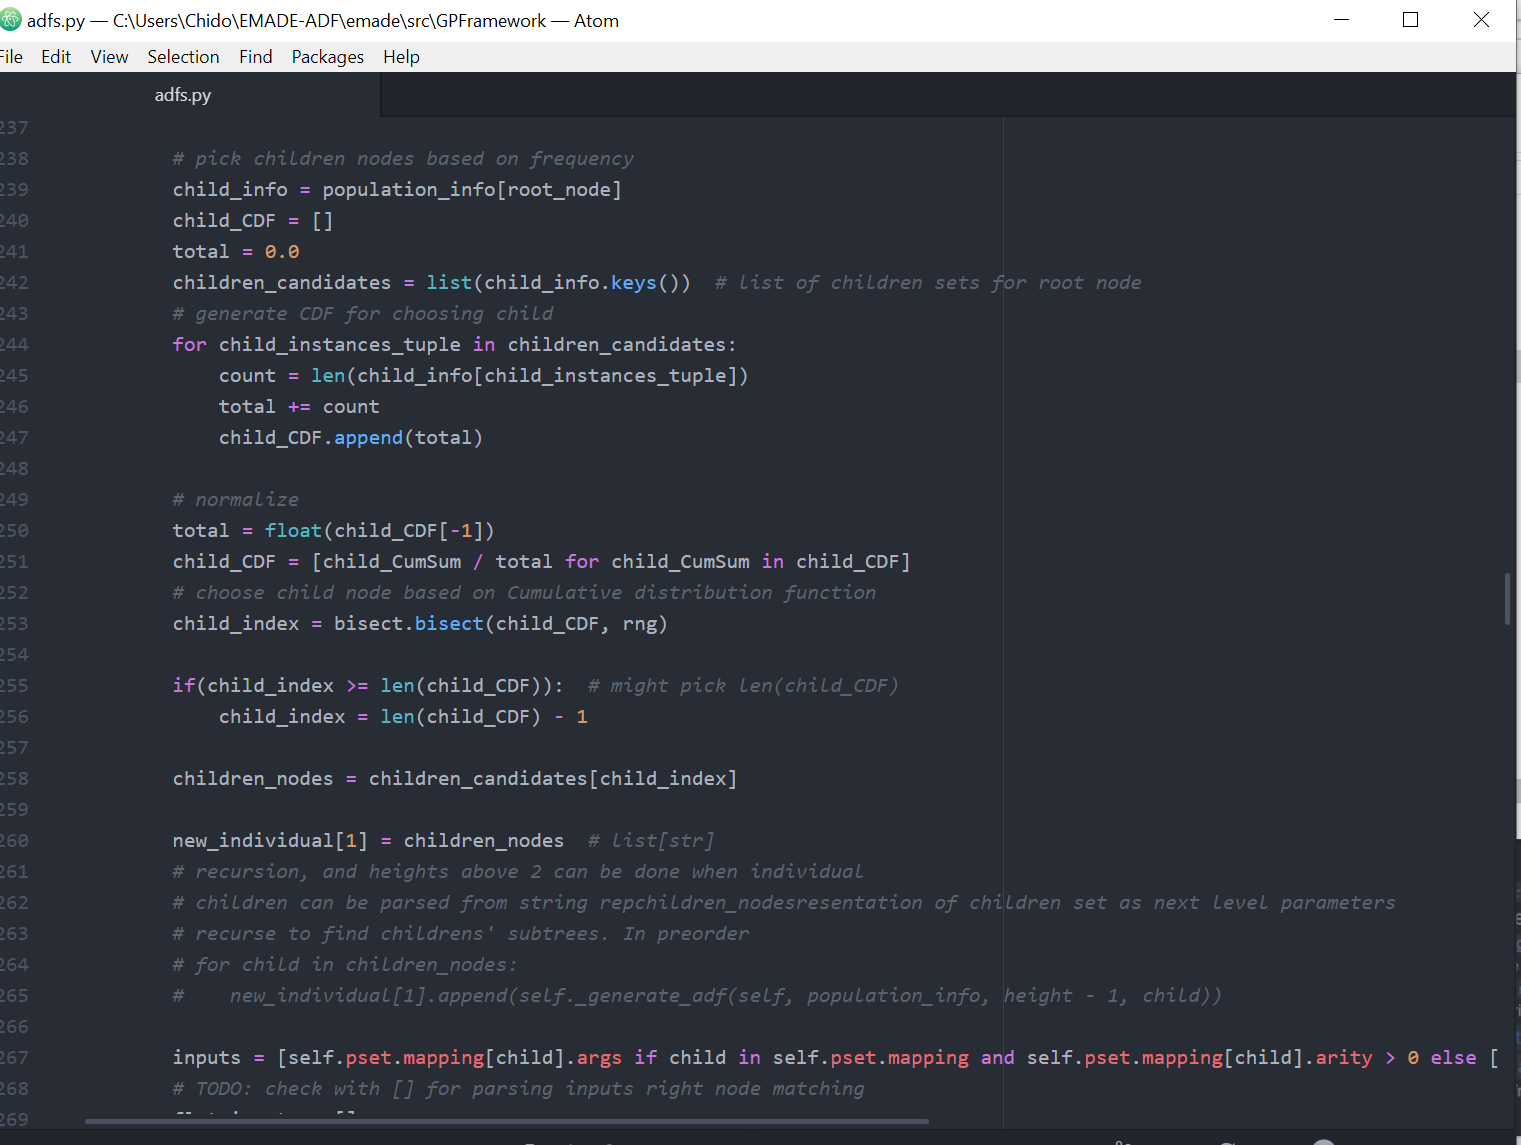 adfs.py — C:\Users\Chido\EMADE-ADF\emade\src\GPFramework — Atom
File Edit View Selection Find Packages Help
adfs.py
237
238 # pick children nodes based on frequency
239 child_info = population_info[root_node]
240 child_CDF = []
241 total = 0.0
242 children_candidates = list(child_info.keys())  # list of children sets for root node
243 # generate CDF for choosing child
244 for child_instances_tuple in children_candidates:
245     count = len(child_info[child_instances_tuple])
246     total += count
247     child_CDF.append(total)
248
249 # normalize
250 total = float(child_CDF[-1])
251 child_CDF = [child_CumSum / total for child_CumSum in child_CDF]
252 # choose child node based on Cumulative distribution function
253 child_index = bisect.bisect(child_CDF, rng)
254
255 if(child_index >= len(child_CDF)):  # might pick len(child_CDF)
256     child_index = len(child_CDF) - 1
257
258 children_nodes = children_candidates[child_index]
259
260 new_individual[1] = children_nodes  # list[str]
261 # recursion, and heights above 2 can be done when individual
262 # children can be parsed from string repchildren_nodesresentation of children set as next level parameters
263 # recurse to find childrens' subtrees. In preorder
264 # for child in children_nodes:
265 #    new_individual[1].append(self._generate_adf(self, population_info, height - 1, child))
266
267 inputs = [self.pset.mapping[child].args if child in self.pset.mapping and self.pset.mapping[child].arity > 0 else [
268 # TODO: check with [] for parsing inputs right node matching
269